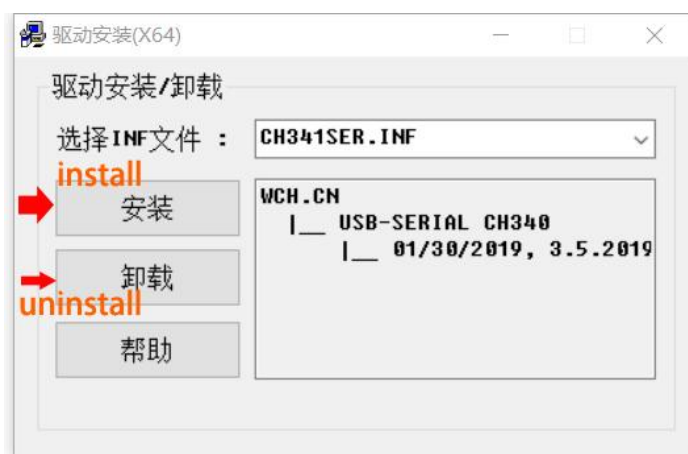 驱动安装(X64)
驱动安装/卸载
选择INF文件 : CH341SER.INF
install
安装
WCH.CN
|__ USB-SERIAL CH340
|__ 01/30/2019, 3.5.2019
卸载
uninstall
帮助